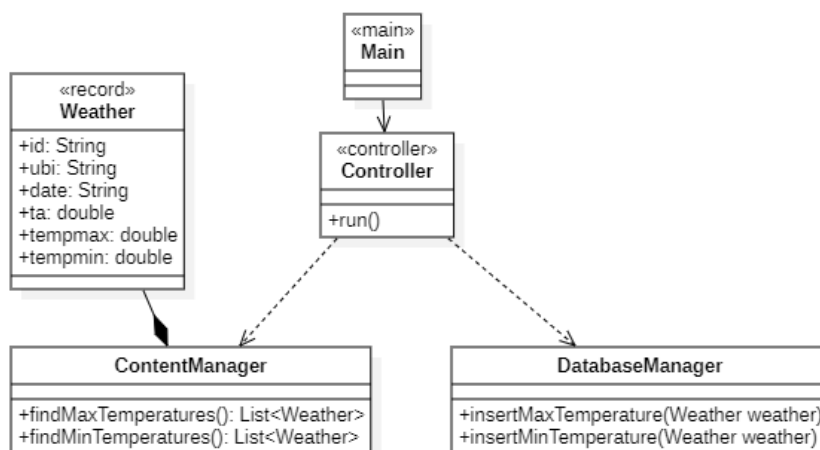 «main»
Main
«record»
Weather
+id: String
+ubi: String
+date: String
+ta: double
+tempmax: double
+tempmin: double
«controller»
Controller
+run()
ContentManager
+findMaxTemperatures(): List<Weather>
+findMinTemperatures(): List<Weather>
DatabaseManager
+insertMaxTemperature(Weather weather)
+insertMinTemperature(Weather weather)